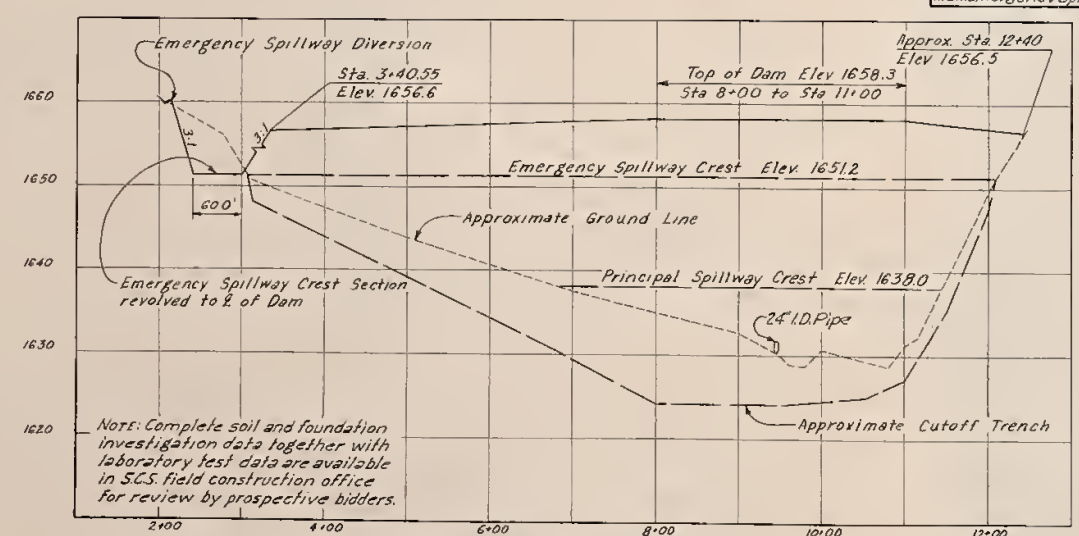 Emergency Spillway Diversion
Sta. 3+40.55
Elev. 1656.6
Top of Dam Elev 1658.3
Sta 8+00 to Sta 11+00
Approx. Sta. 12+40
Elev 1656.5
1660
3:1
3:1
Emergency Spillway Crest Elev. 1651.2
1650
60.0'
Approximate Ground Line
1640
Emergency Spillway Crest Section
revolved to ℄ of Dam
Principal Spillway Crest Elev. 1638.0
24" I.D. Pipe
1630
1620
NOTE: Complete soil and foundation
investigation data together with
laboratory test data are available
in S.C.S. field construction office
for review by prospective bidders.
Approximate Cutoff Trench
2+00
4+00
6+00
8+00
10+00
12+00